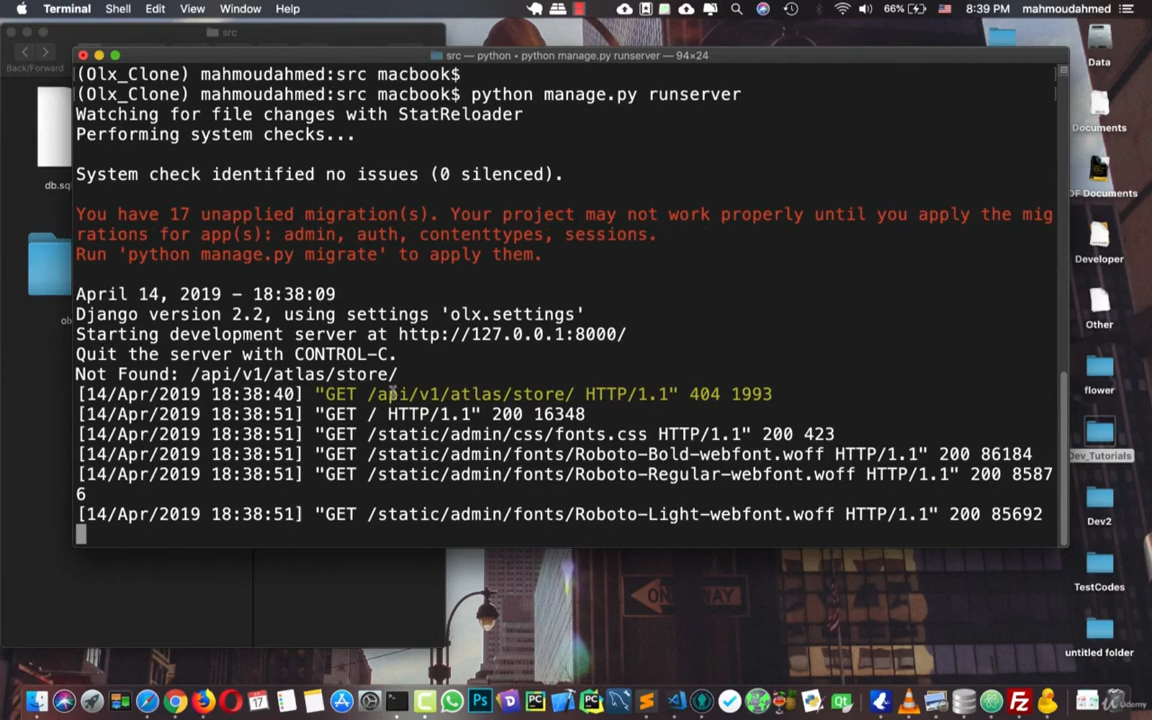 Terminal Shell Edit View Window Help 66% 8:39 PM mahmoudahmed
src
Back/Forward
src — python • python manage.py runserver — 94×24
(Olx_Clone) mahmoudahmed:src macbook$
(Olx_Clone) mahmoudahmed:src macbook$ python manage.py runserver
Watching for file changes with StatReloader
Performing system checks...
System check identified no issues (0 silenced).
You have 17 unapplied migration(s). Your project may not work properly until you apply the mig
rations for app(s): admin, auth, contenttypes, sessions.
Run 'python manage.py migrate' to apply them.
April 14, 2019 - 18:38:09
Django version 2.2, using settings 'olx.settings'
Starting development server at http://127.0.0.1:8000/
Quit the server with CONTROL-C.
Not Found: /api/v1/atlas/store/
[14/Apr/2019 18:38:40] "GET /api/v1/atlas/store/ HTTP/1.1" 404 1993
[14/Apr/2019 18:38:51] "GET / HTTP/1.1" 200 16348
[14/Apr/2019 18:38:51] "GET /static/admin/css/fonts.css HTTP/1.1" 200 423
[14/Apr/2019 18:38:51] "GET /static/admin/fonts/Roboto-Bold-webfont.woff HTTP/1.1" 200 86184
[14/Apr/2019 18:38:51] "GET /static/admin/fonts/Roboto-Regular-webfont.woff HTTP/1.1" 200 8587
6
[14/Apr/2019 18:38:51] "GET /static/admin/fonts/Roboto-Light-webfont.woff HTTP/1.1" 200 85692
db.sq
ol
Data
Documents
DF Documents
Developer
Other
flower
Dev_Tutorials
Dev2
TestCodes
untitled folder
ON WAY
17
Ps
PC
PC
Qt
Fz
Udemy